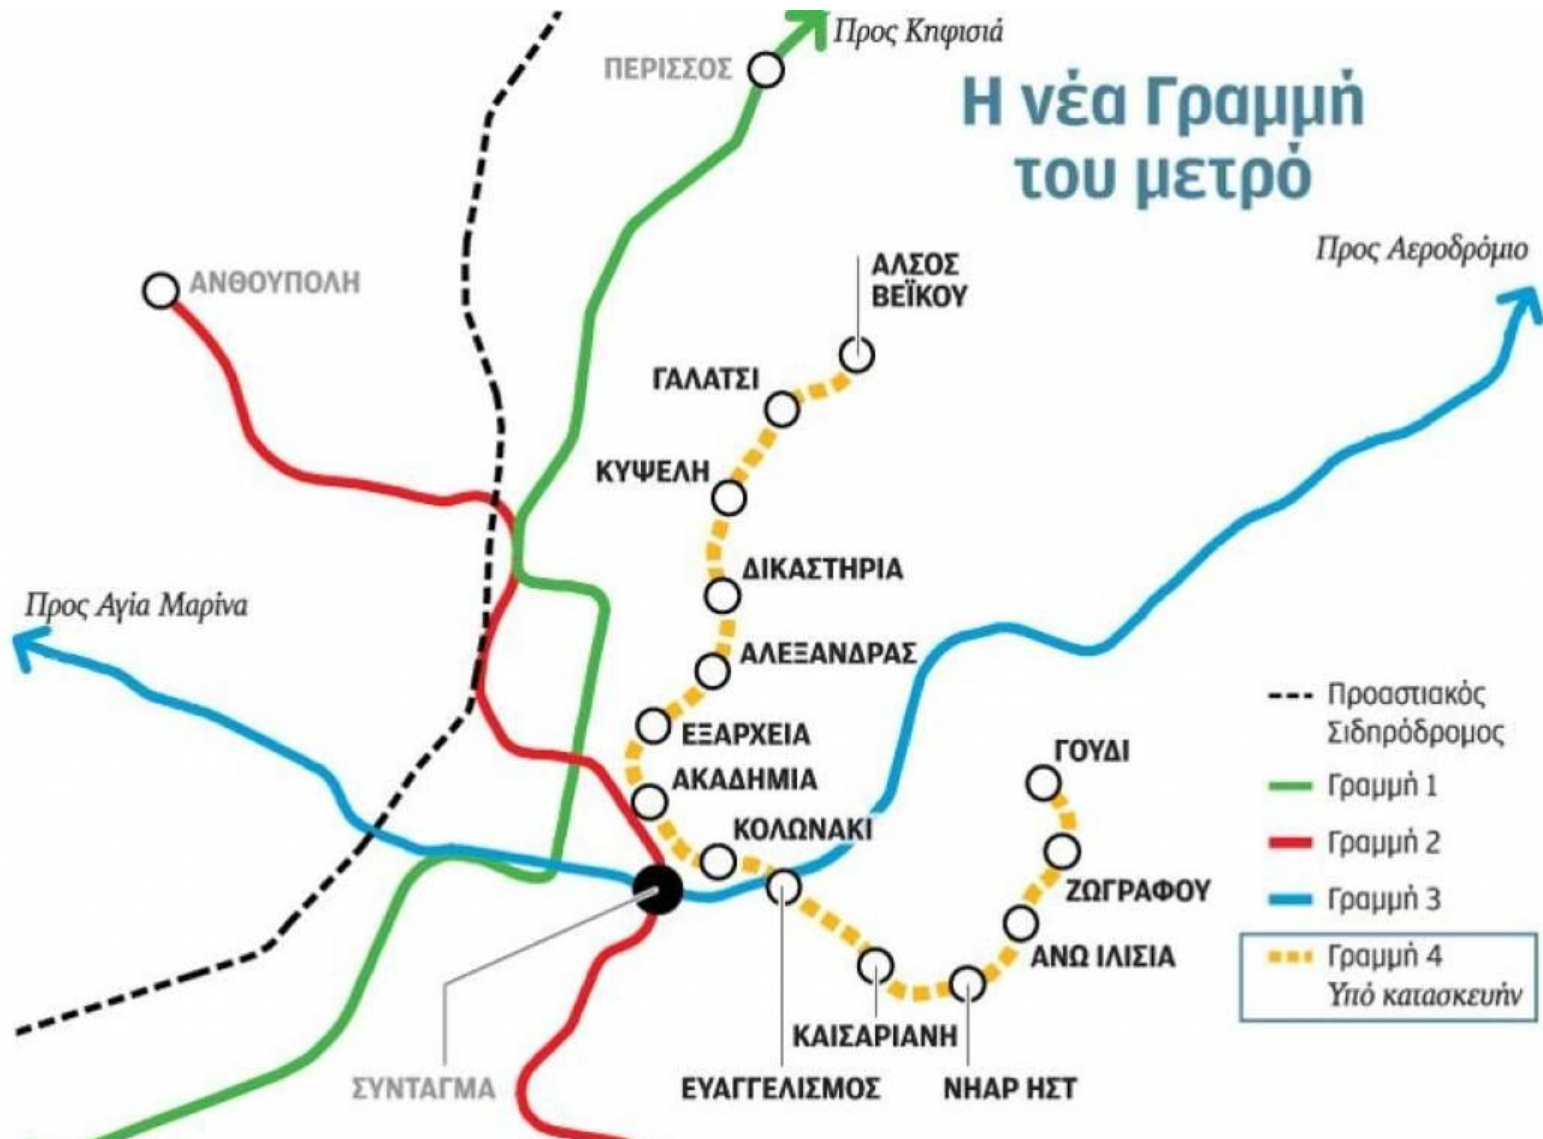 Προς Κηφισιά
ΠΕΡΙΣΣΟΣ
Η νέα Γραμμή
του μετρό
Προς Αεροδρόμιο
ΑΛΣΟΣ
ΒΕΪΚΟΥ
ΑΝΘΟΥΠΟΛΗ
ΓΑΛΑΤΣΙ
ΚΥΨΕΛΗ
ΔΙΚΑΣΤΗΡΙΑ
Προς Αγία Μαρίνα
ΑΛΕΞΑΝΔΡΑΣ
ΕΞΑΡΧΕΙΑ
ΑΚΑΔΗΜΙΑ
ΚΟΛΩΝΑΚΙ
ΓΟΥΔΙ
ΖΩΓΡΑΦΟΥ
ΑΝΩ ΙΛΙΣΙΑ
ΚΑΙΣΑΡΙΑΝΗ
ΣΥΝΤΑΓΜΑ
ΕΥΑΓΓΕΛΙΣΜΟΣ
ΝΗΑΡ ΗΣΤ
Προαστιακός
Σιδηρόδρομος
Γραμμή 1
Γραμμή 2
Γραμμή 3
Γραμμή 4
Υπό κατασκευήν